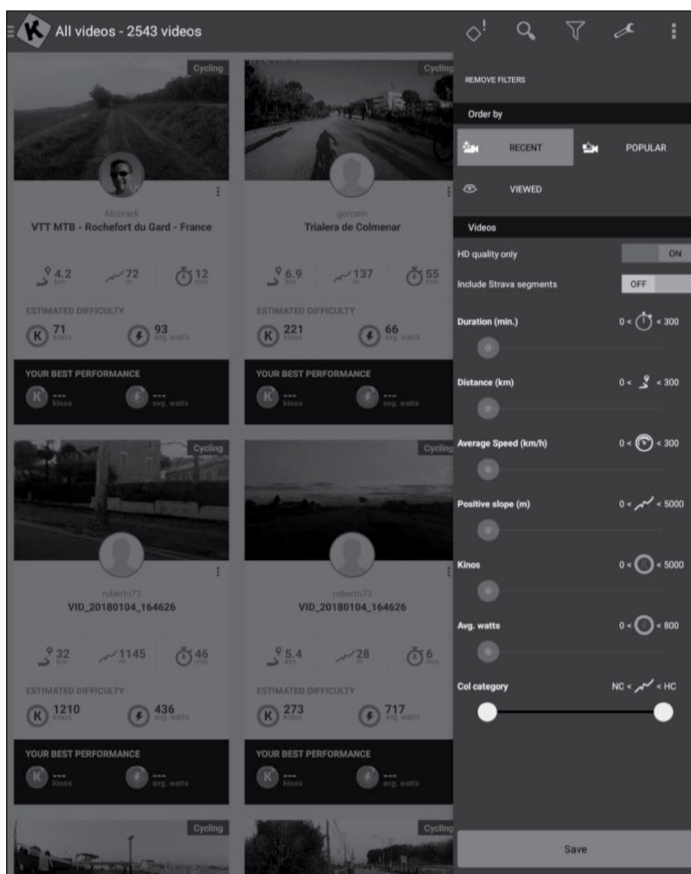 K All videos - 2543 videos
Cycling
Alcorack
VTT MTB - Rochefort du Gard - France
4.2 km 72 m 12 min
ESTIMATED DIFFICULTY
K 71 kinos 93 avg. watts
YOUR BEST PERFORMANCE
K --- kinos --- avg. watts
Cycling
gorcam
Trialera de Colmenar
6.9 km 137 m 55 min
ESTIMATED DIFFICULTY
K 221 kinos 66 avg. watts
YOUR BEST PERFORMANCE
K --- kinos --- avg. watts
Cycling
roberto73
VID_20180104_164626
32 km 1145 m 46 min
ESTIMATED DIFFICULTY
K 1210 kinos 436 avg. watts
YOUR BEST PERFORMANCE
K --- kinos --- avg. watts
Cycling
roberto73
VID_20180104_164626
5.4 km 28 m 6 min
ESTIMATED DIFFICULTY
K 273 kinos 717 avg. watts
YOUR BEST PERFORMANCE
K --- kinos --- avg. watts
Cycling
Cycling
REMOVE FILTERS
Order by
RECENT POPULAR
VIEWED
Videos
HD quality only ON
Include Strava segments OFF
Duration (min.) 0 < < 300
Distance (km) 0 < < 300
Average Speed (km/h) 0 < < 300
Positive slope (m) 0 < < 5000
Kinos 0 < < 5000
Avg. watts 0 < < 800
Col category NC < < HC
Save